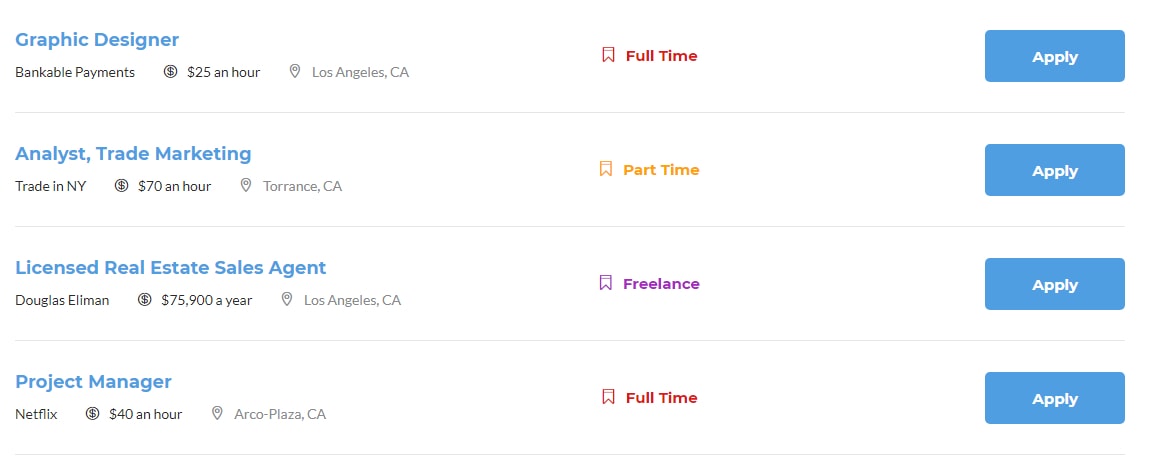 Graphic Designer
Bankable Payments $25 an hour Los Angeles, CA
Full Time
Apply
Analyst, Trade Marketing
Trade in NY $70 an hour Torrance, CA
Part Time
Apply
Licensed Real Estate Sales Agent
Douglas Eliman $75,900 a year Los Angeles, CA
Freelance
Apply
Project Manager
Netflix $40 an hour Arco-Plaza, CA
Full Time
Apply